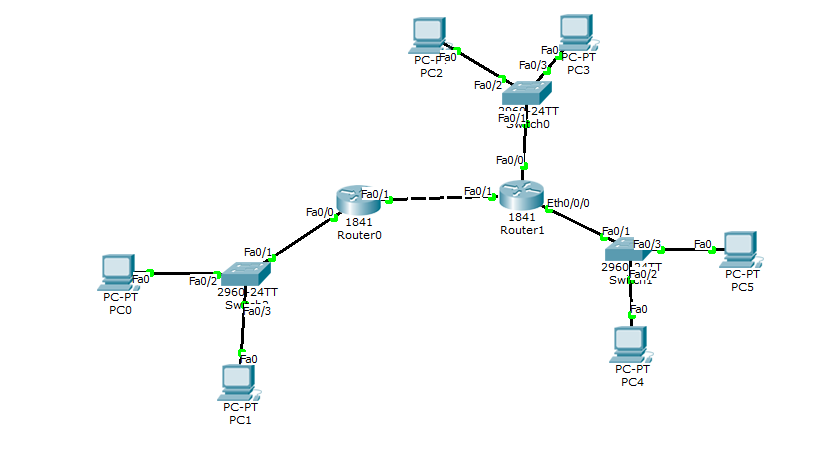 Fa0
PC-PT
PC2
Fa0
PC-PT
PC3
Fa0/3
Fa0/2
2960-24TT
Fa0/1
Switch0
Fa0/0
Fa0/1
Fa0/1
Eth0/0/0
1841
Router1
Fa0/0
1841
Router0
Fa0/1
Fa0/3
Fa0
2960-24TT
Fa0/2
Switch1
PC-PT
PC5
Fa0
PC-PT
PC4
Fa0/1
Fa0
PC-PT
PC0
Fa0/2
2960-24TT
Fa0/3
Fa0
PC-PT
PC1